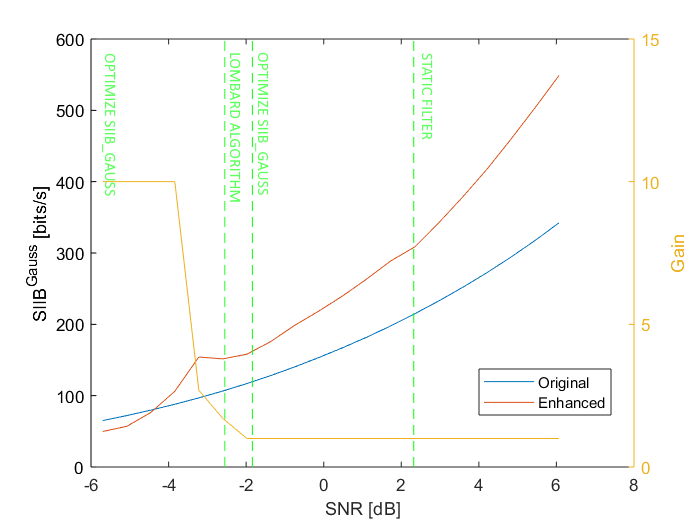 600
500
400
300
200
100
0
SIIB^Gauss [bits/s]
OPTIMIZE SIIB_GAUSS
LOMBARD ALGORITHM
OPTIMIZE SIIB_GAUSS
STATIC FILTER
15
10
5
0
Gain
Original
Enhanced
-6 -4 -2 0 2 4 6 8
SNR [dB]